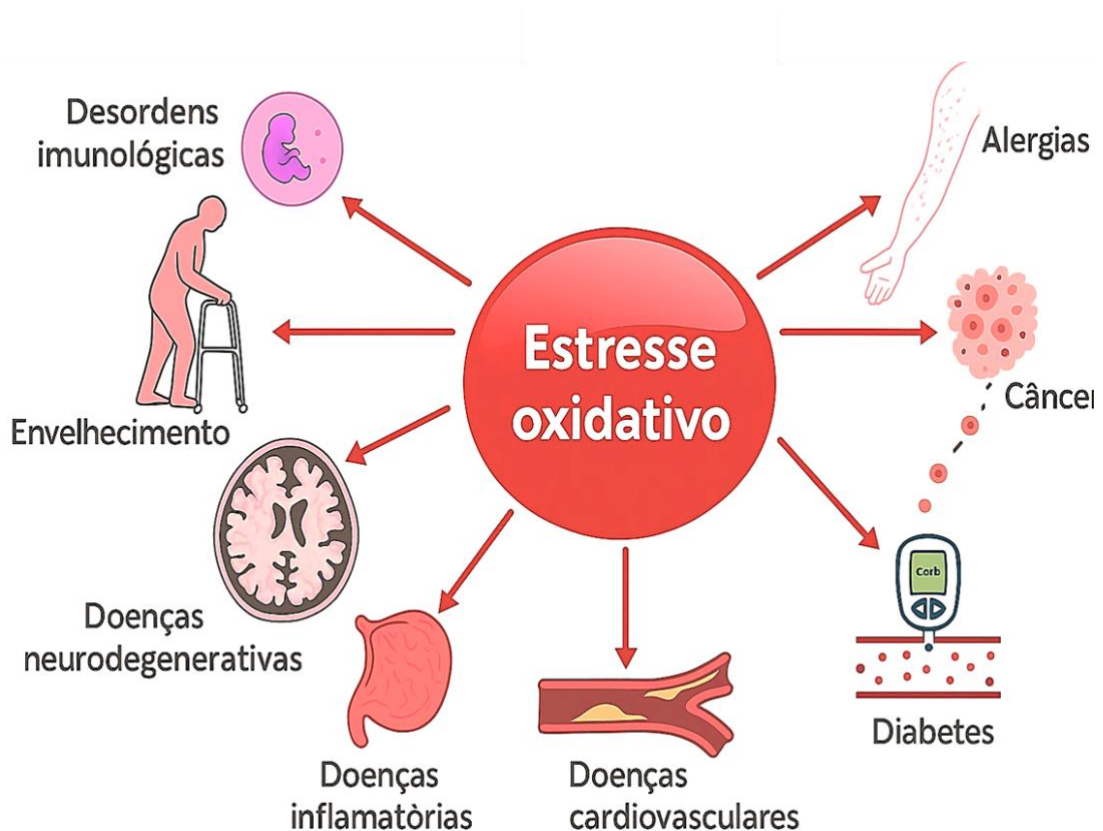 Desordens
imunológicas
Alergias
Envelhecimento
Estresse
oxidativo
Câncer
Doenças
neurodegenerativas
Corb
Diabetes
Doenças
inflamatòrias
Doenças
cardiovasculares